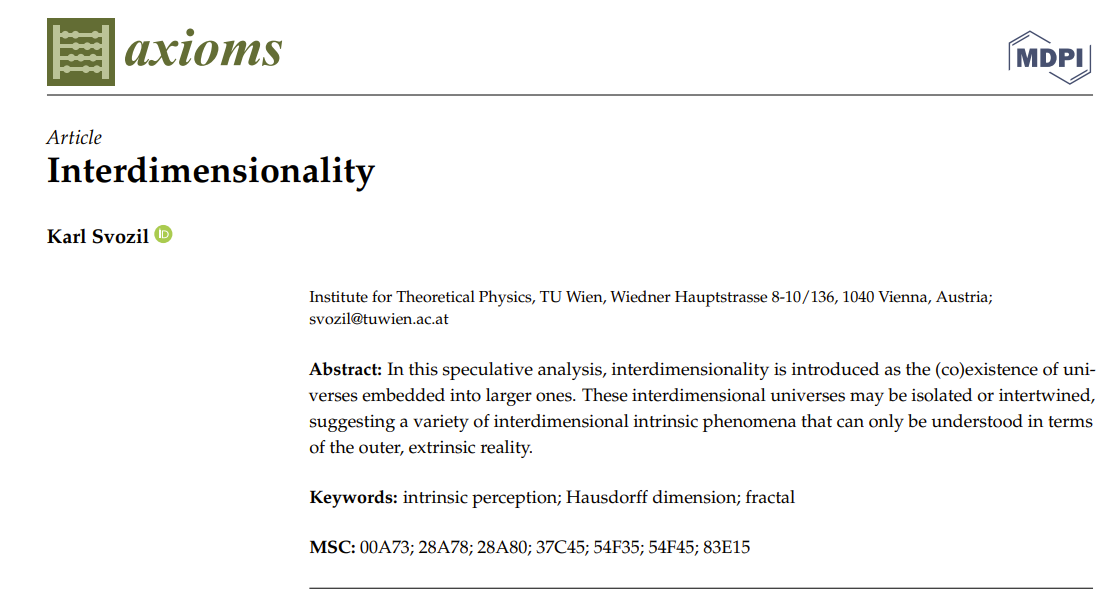 axioms
MDPI
Article
Interdimensionality
Karl Svozil iD
Institute for Theoretical Physics, TU Wien, Wiedner Hauptstrasse 8-10/136, 1040 Vienna, Austria;
svozil@tuwien.ac.at
Abstract: In this speculative analysis, interdimensionality is introduced as the (co)existence of uni-
verses embedded into larger ones. These interdimensional universes may be isolated or intertwined,
suggesting a variety of interdimensional intrinsic phenomena that can only be understood in terms
of the outer, extrinsic reality.
Keywords: intrinsic perception; Hausdorff dimension; fractal
MSC: 00A73; 28A78; 28A80; 37C45; 54F35; 54F45; 83E15